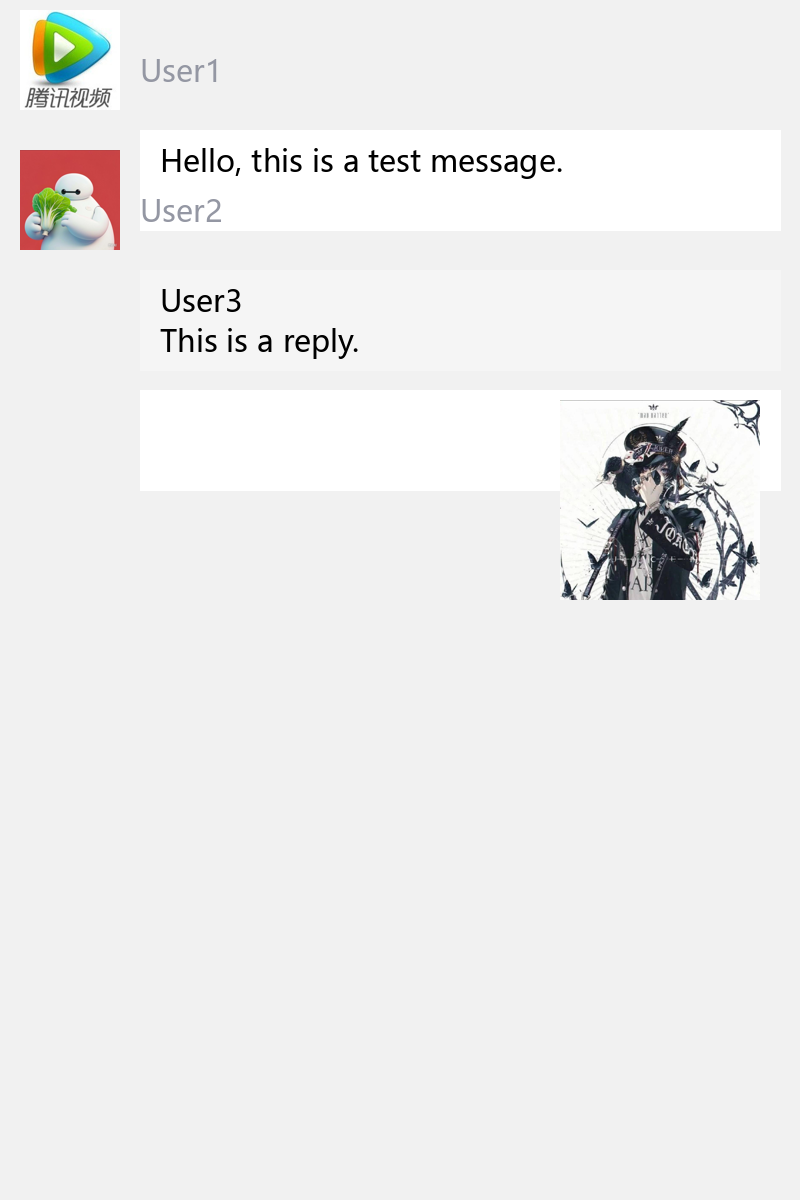 腾讯视频
User1
Hello, this is a test message.
User2
User3
This is a reply.